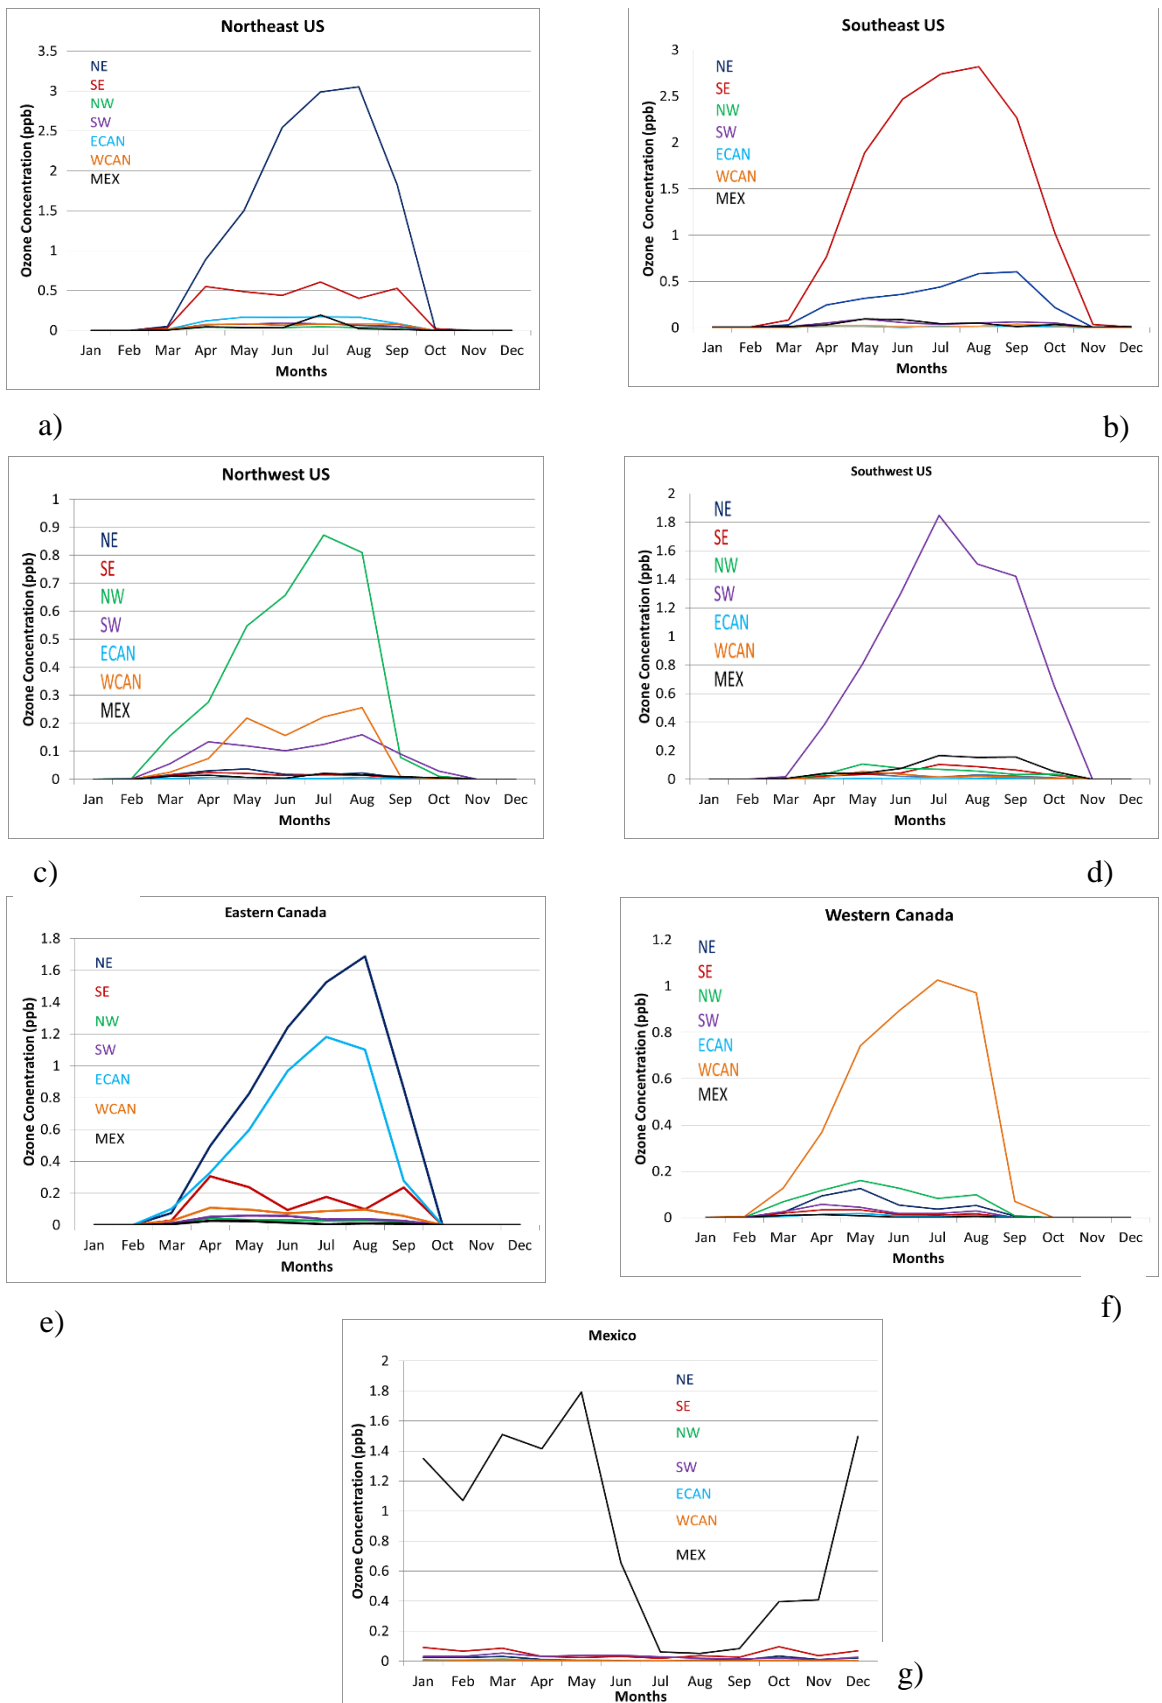 Northeast US
3.5
3
2.5
2
1.5
1
0.5
0
Ozone Concentration (ppb)
NE
SE
NW
SW
ECAN
WCAN
MEX
Jan Feb Mar Apr May Jun Jul Aug Sep Oct Nov Dec
Months
a)
Southeast US
3
2.5
2
1.5
1
0.5
0
Ozone Concentration (ppb)
NE
SE
NW
SW
ECAN
WCAN
MEX
Jan Feb Mar Apr May Jun Jul Aug Sep Oct Nov Dec
Months
b)
Northwest US
1
0.9
0.8
0.7
0.6
0.5
0.4
0.3
0.2
0.1
0
Ozone Concentration (ppb)
NE
SE
NW
SW
ECAN
WCAN
MEX
Jan Feb Mar Apr May Jun Jul Aug Sep Oct Nov Dec
Months
c)
Southwest US
2
1.8
1.6
1.4
1.2
1
0.8
0.6
0.4
0.2
0
Ozone Concentration (ppb)
NE
SE
NW
SW
ECAN
WCAN
MEX
Jan Feb Mar Apr May Jun Jul Aug Sep Oct Nov Dec
Months
d)
Eastern Canada
1.8
1.6
1.4
1.2
1
0.8
0.6
0.4
0.2
0
Ozone Conentration (ppb)
NE
SE
NW
SW
ECAN
WCAN
MEX
Jan Feb Mar Apr May Jun Jul Aug Sep Oct Nov Dec
Months
e)
Western Canada
1.2
1
0.8
0.6
0.4
0.2
0
Ozone Concentration (ppb)
NE
SE
NW
SW
ECAN
WCAN
MEX
Jan Feb Mar Apr May Jun Jul Aug Sep Oct Nov Dec
Months
f)
Mexico
2
1.8
1.6
1.4
1.2
1
0.8
0.6
0.4
0.2
0
Ozone Concentration (ppb)
NE
SE
NW
SW
ECAN
WCAN
MEX
Jan Feb Mar Apr May Jun Jul Aug Sep Oct Nov Dec
Months
g)